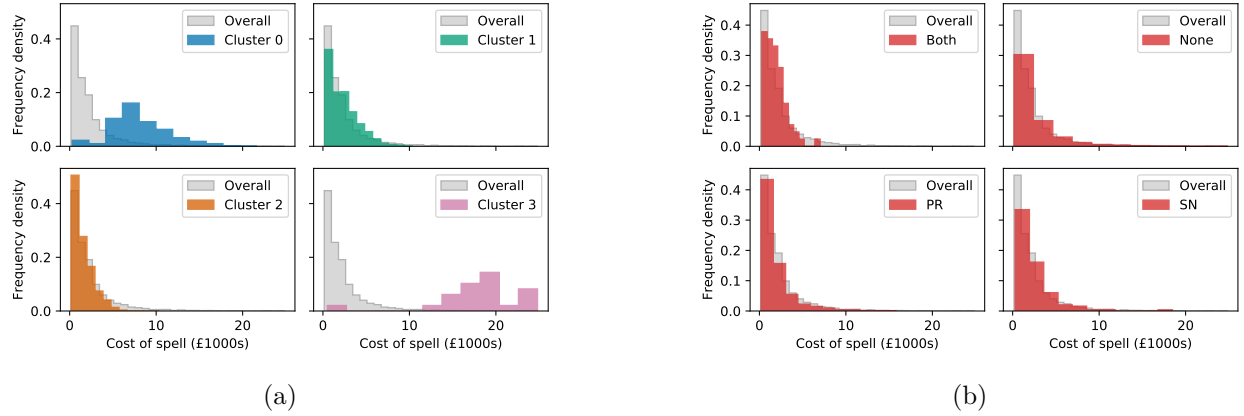 Frequency density
0.4
0.2
0.0
Overall
Cluster 0
Overall
Cluster 1
Frequency density
0.4
0.2
0.0
0
10
20
Cost of spell (£1000s)
Overall
Cluster 2
0
10
20
Cost of spell (£1000s)
Overall
Cluster 3
(a)
Frequency density
0.4
0.3
0.2
0.1
0.0
Overall
Both
Overall
None
Frequency density
0.4
0.3
0.2
0.1
0.0
0
10
20
Cost of spell (£1000s)
Overall
PR
0
10
20
Cost of spell (£1000s)
Overall
SN
(b)